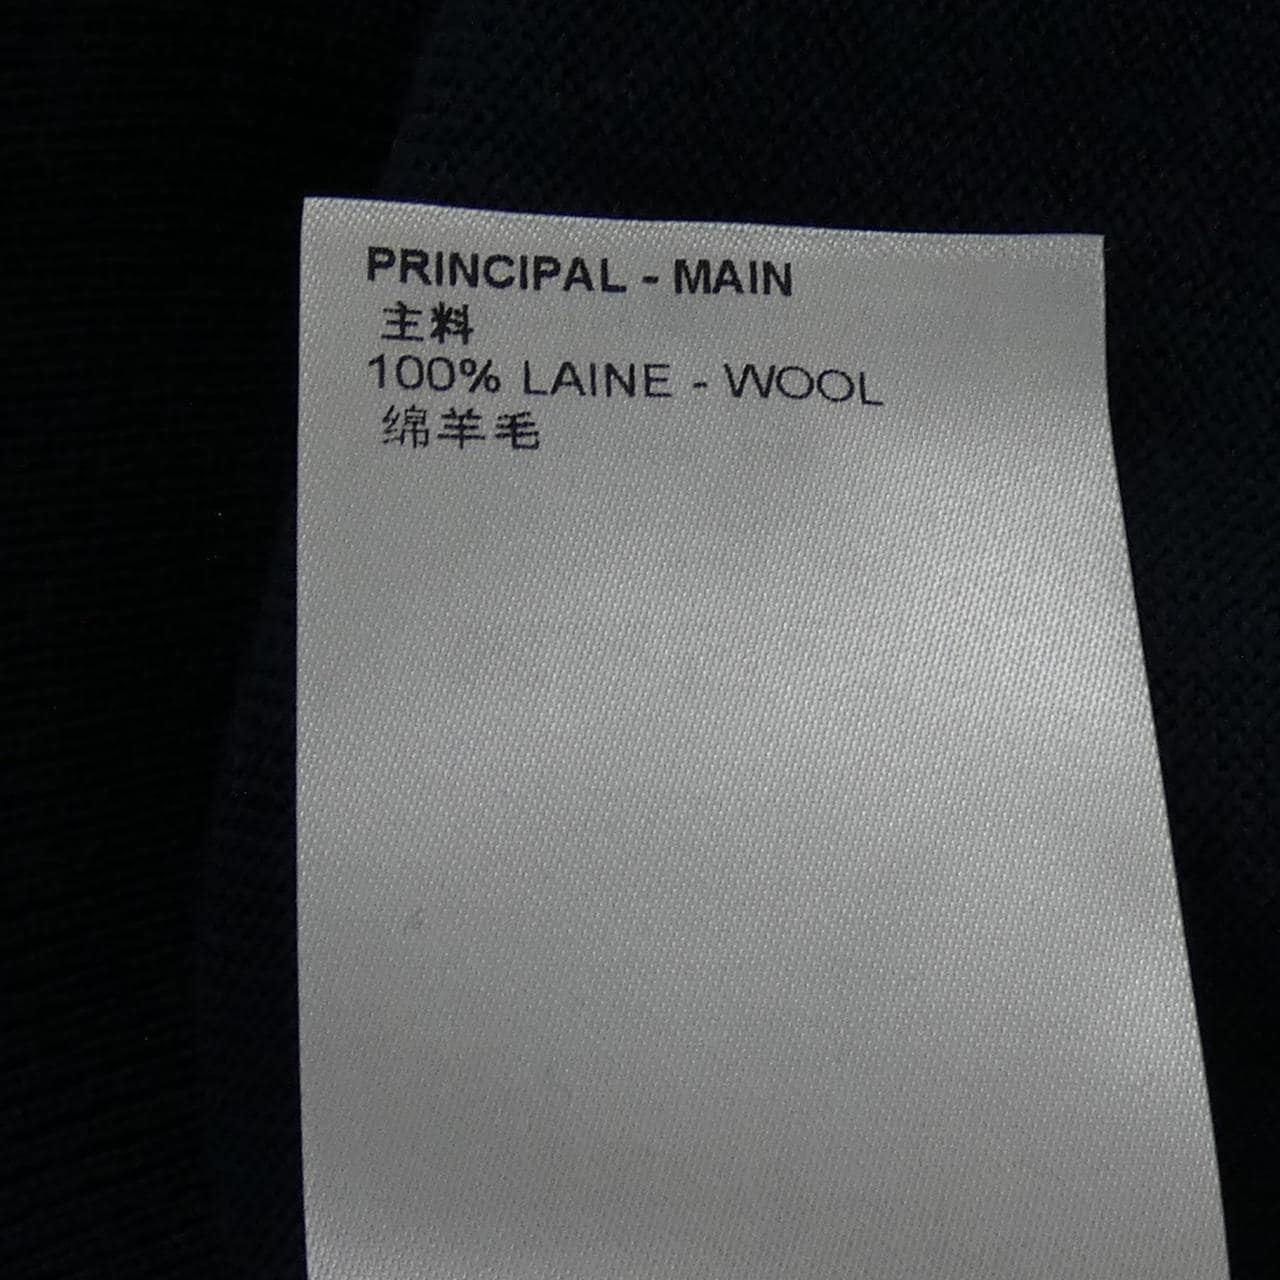 PRINCIPAL - MAIN
主料
100% LAINE - WOOL
绵羊毛